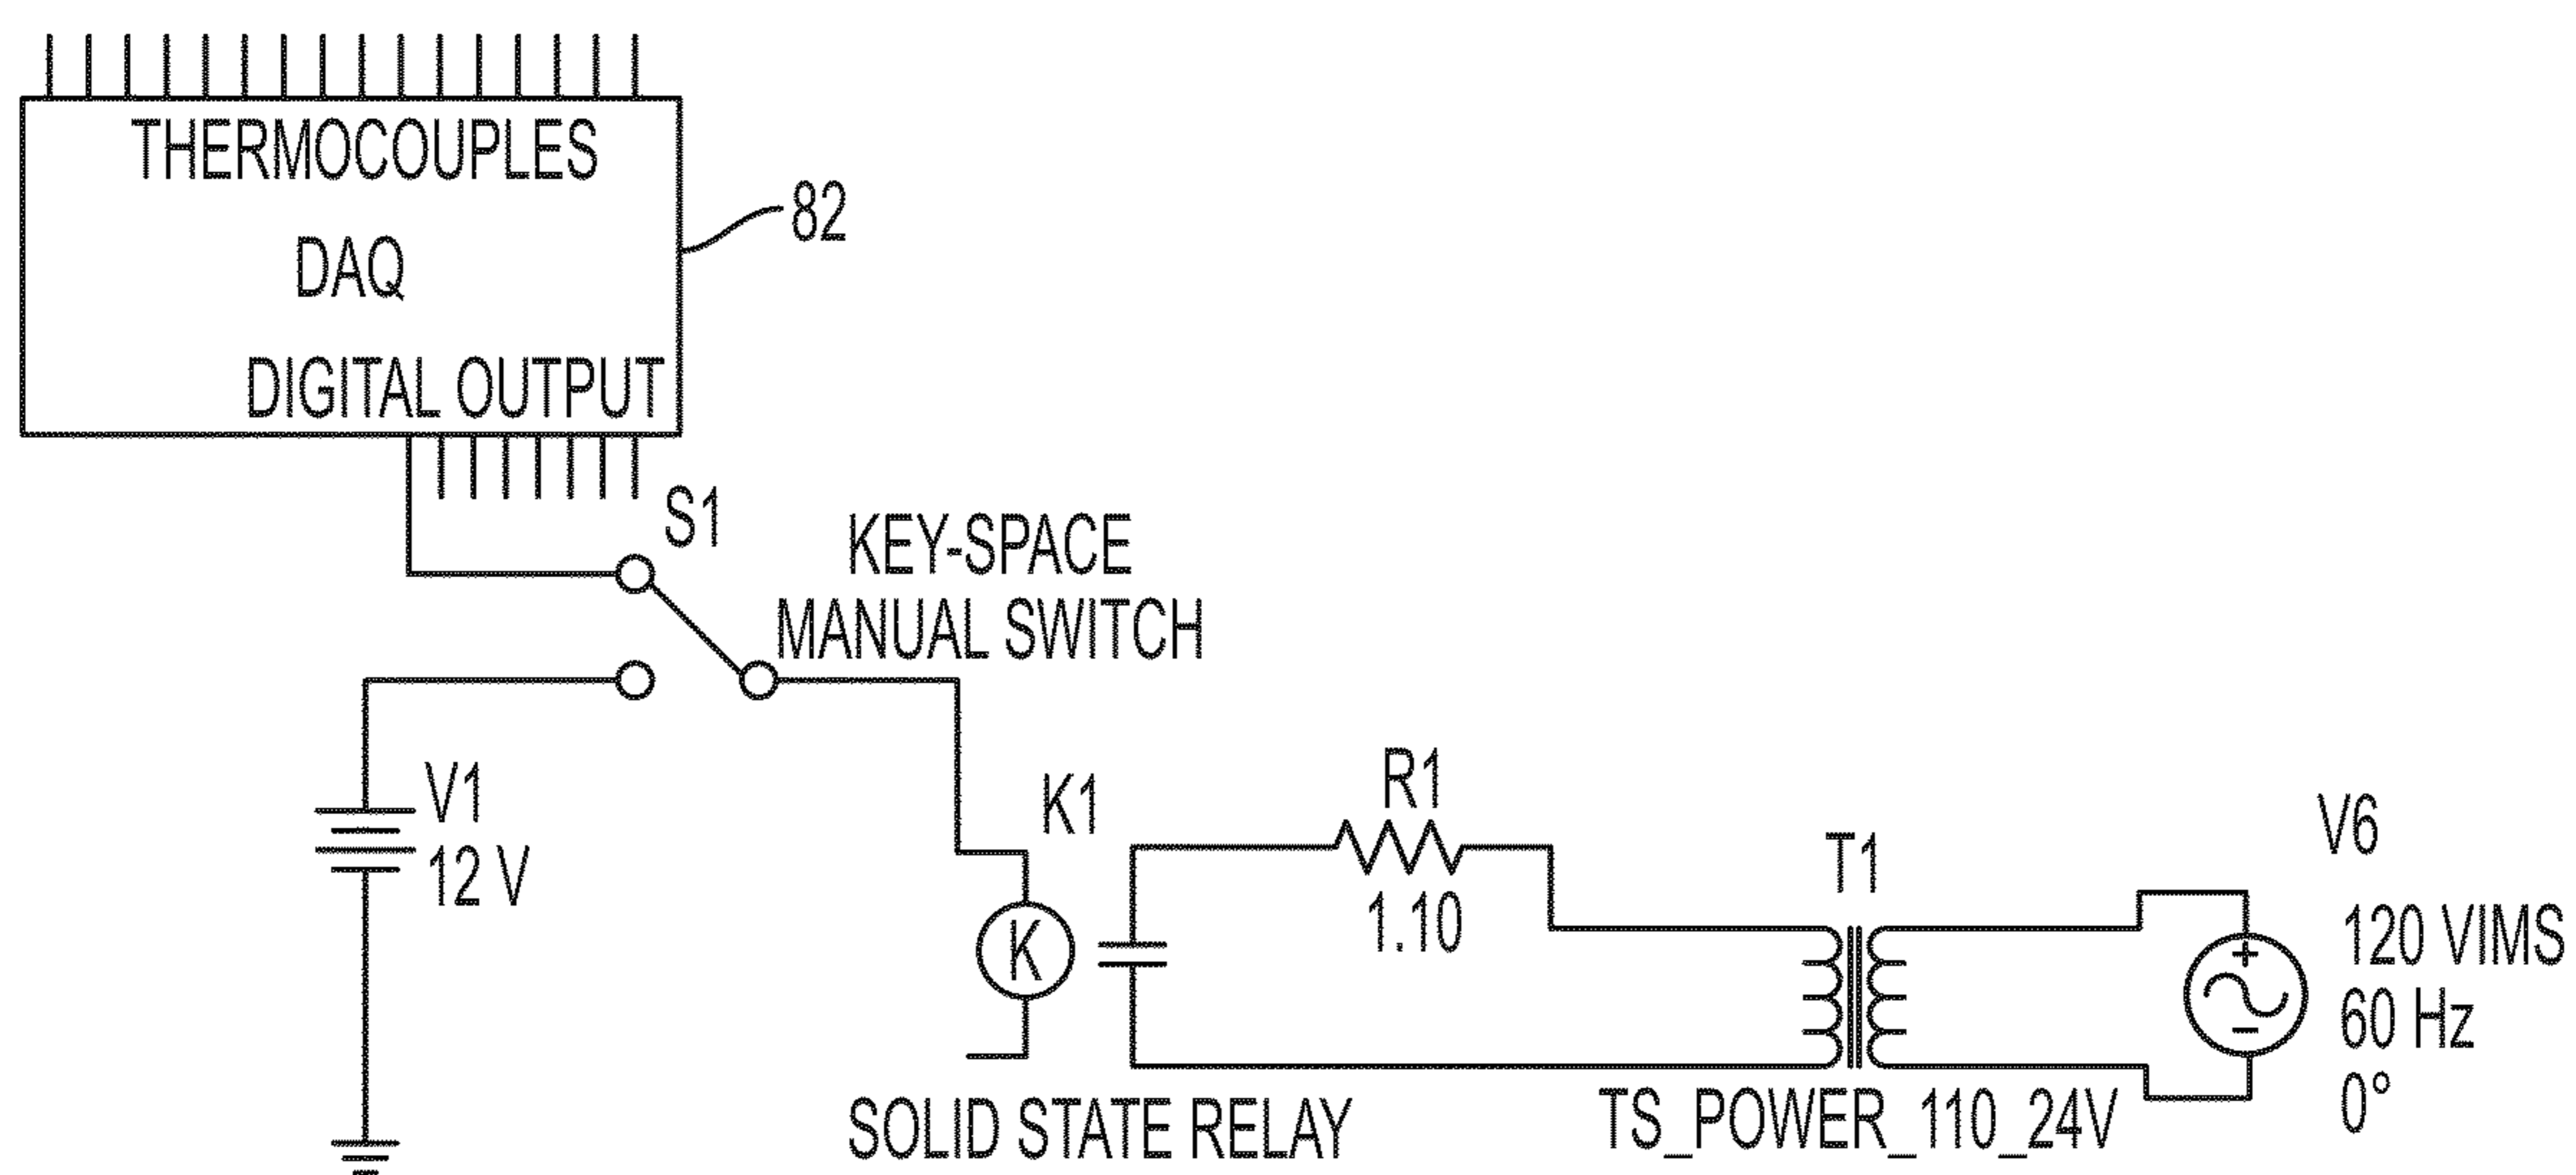 THERMOCOUPLES
DAQ
DIGITAL OUTPUT
82
S1
KEY-SPACE
MANUAL SWITCH
V1
12 V
K1
K
SOLID STATE RELAY
R1
1.10
T1
TS_POWER_110_24V
V6
120 VIMS
60 Hz
0°